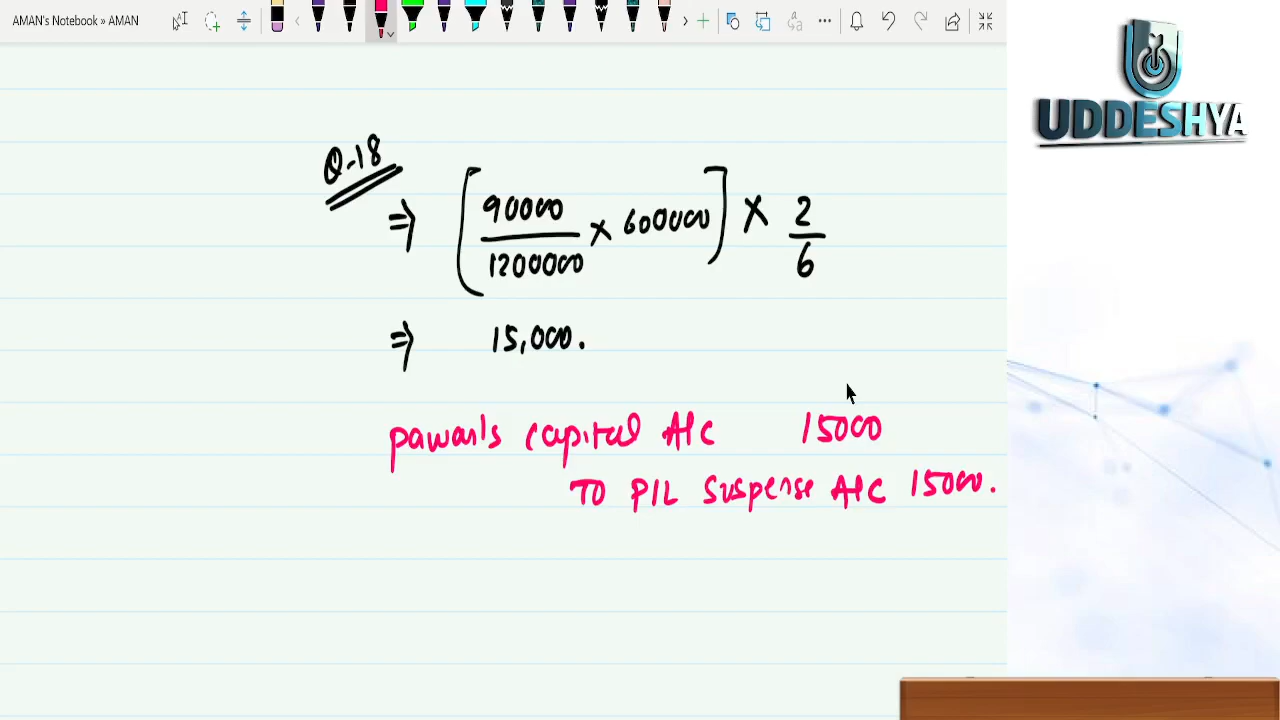 AMAN's Notebook » AMAN
UDDESHYA
Q-18
⇒ [90000/1200000 × 600000] × 2/6
⇒ 15,000.
pawan's capital A/c 15000
TO P/L Suspense A/c 15000.